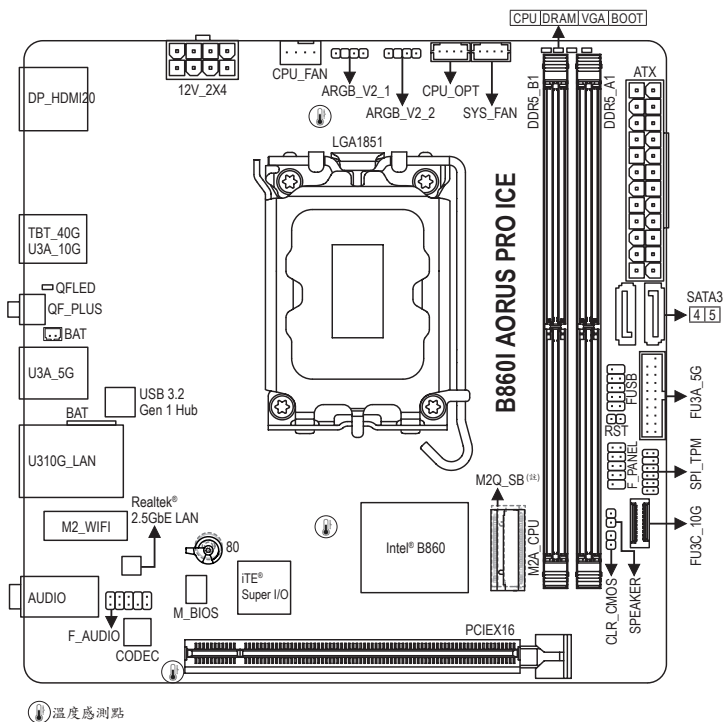 CPU DRAM VGA BOOT
DP_HDMI20
12V_2X4
CPU_FAN
ARGB_V2_1
ARGB_V2_2
CPU_OPT
SYS_FAN
DDR5_B1
DDR5_A1
ATX
LGA1851
B860I AORUS PRO ICE
TBT_40G
U3A_10G
QFLED
QF_PLUS
BAT
U3A_5G
USB 3.2
Gen 1 Hub
BAT
U310G_LAN
SATA3
4 5
FUSB
FU3A_5G
RST
F_PANEL
SPI_TPM
M2Q_SB(註)
M2A_CPU
FU3C_10G
Realtek®
2.5GbE LAN
M2_WIFI
80
Intel® B860
iTE®
Super I/O
M_BIOS
AUDIO
F_AUDIO
CODEC
PCIEX16
CLR_CMOS
SPEAKER
溫度感測點